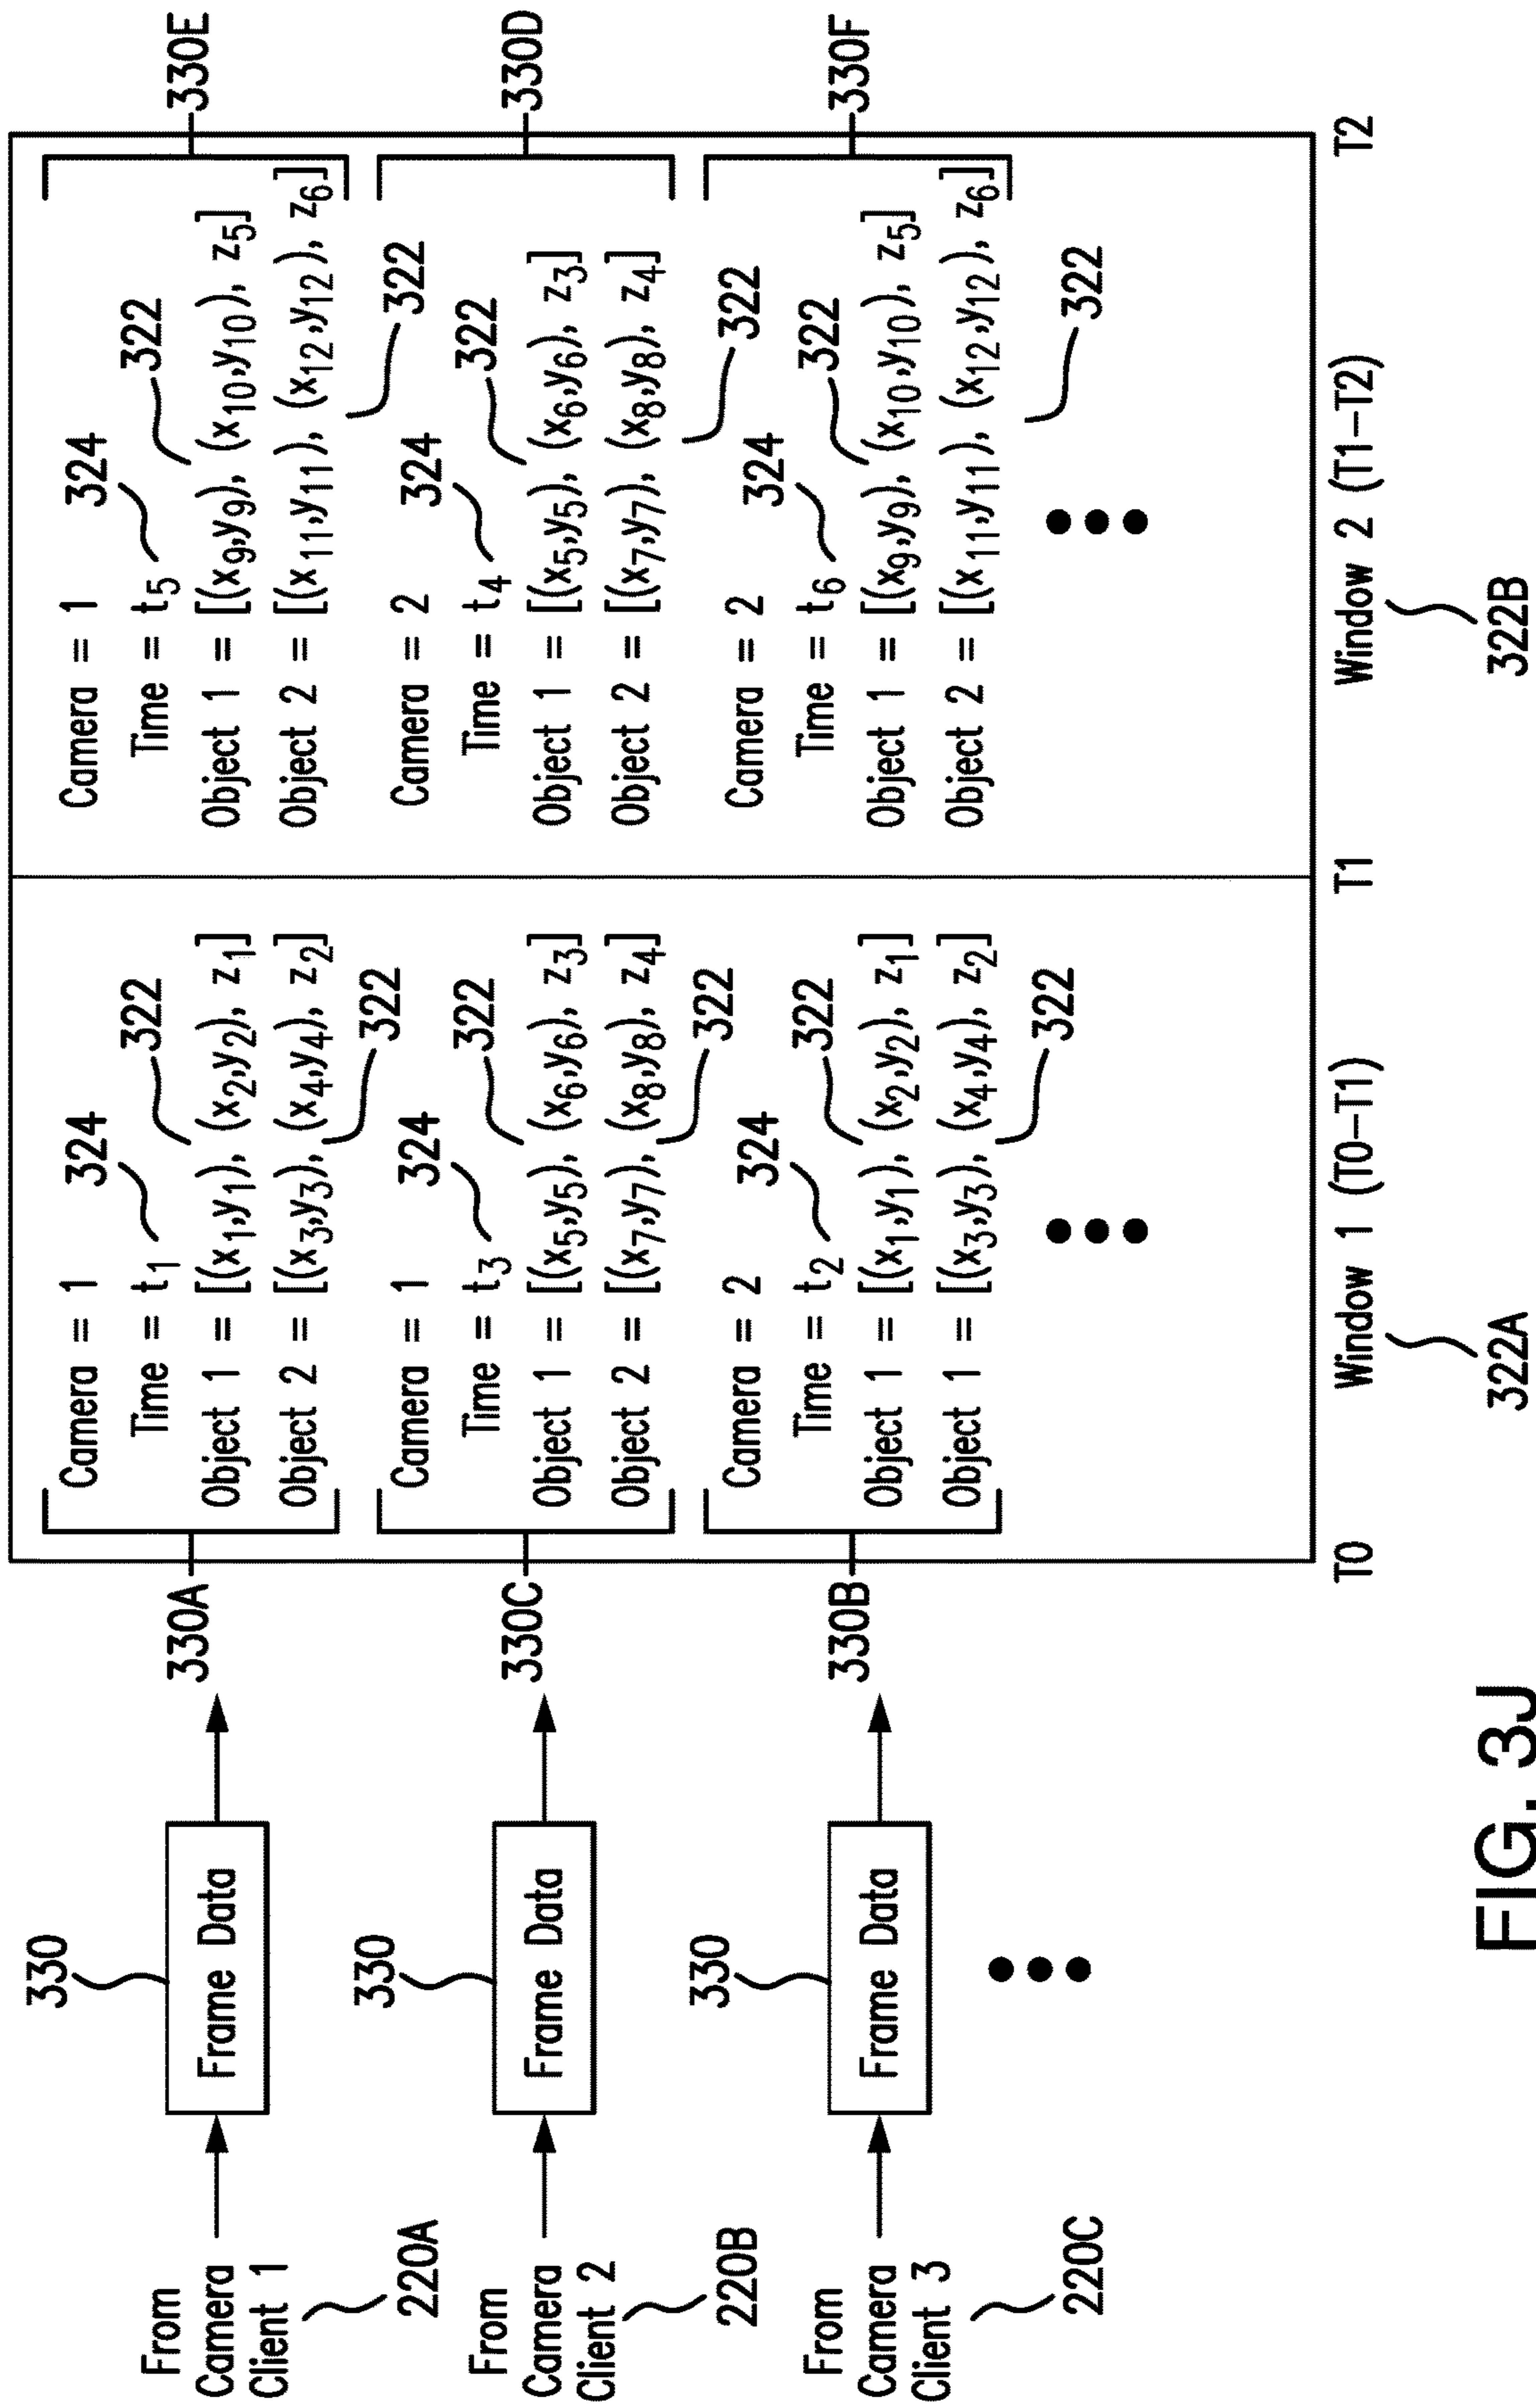 From
Camera
Client 1
220A
330
Frame Data
330A
Camera = 1
324
Time = t₁
322
Object 1 = [(x₁,y₁), (x₂,y₂), z₁]
Object 2 = [(x₃,y₃), (x₄,y₄), z₂]
322
Camera = 1
324
Time = t₅
322
Object 1 = [(x₉,y₉), (x₁₀,y₁₀), z₅]
Object 2 = [(x₁₁,y₁₁), (x₁₂,y₁₂), z₆]
322
330E
From
Camera
Client 2
220B
330
Frame Data
330C
Camera = 1
324
Time = t₃
322
Object 1 = [(x₅,y₅), (x₆,y₆), z₃]
Object 2 = [(x₇,y₇), (x₈,y₈), z₄]
322
Camera = 2
324
Time = t₄
322
Object 1 = [(x₅,y₅), (x₆,y₆), z₃]
Object 2 = [(x₇,y₇), (x₈,y₈), z₄]
322
330D
From
Camera
Client 3
220C
330
Frame Data
330B
Camera = 2
324
Time = t₂
322
Object 1 = [(x₁,y₁), (x₂,y₂), z₁]
Object 1 = [(x₃,y₃), (x₄,y₄), z₂]
322
Camera = 2
324
Time = t₆
322
Object 1 = [(x₉,y₉), (x₁₀,y₁₀), z₅]
Object 2 = [(x₁₁,y₁₁), (x₁₂,y₁₂), z₆]
322
330F
T0
Window 1 (T0-T1)
322A
T1
Window 2 (T1-T2)
322B
T2
FIG. 3J